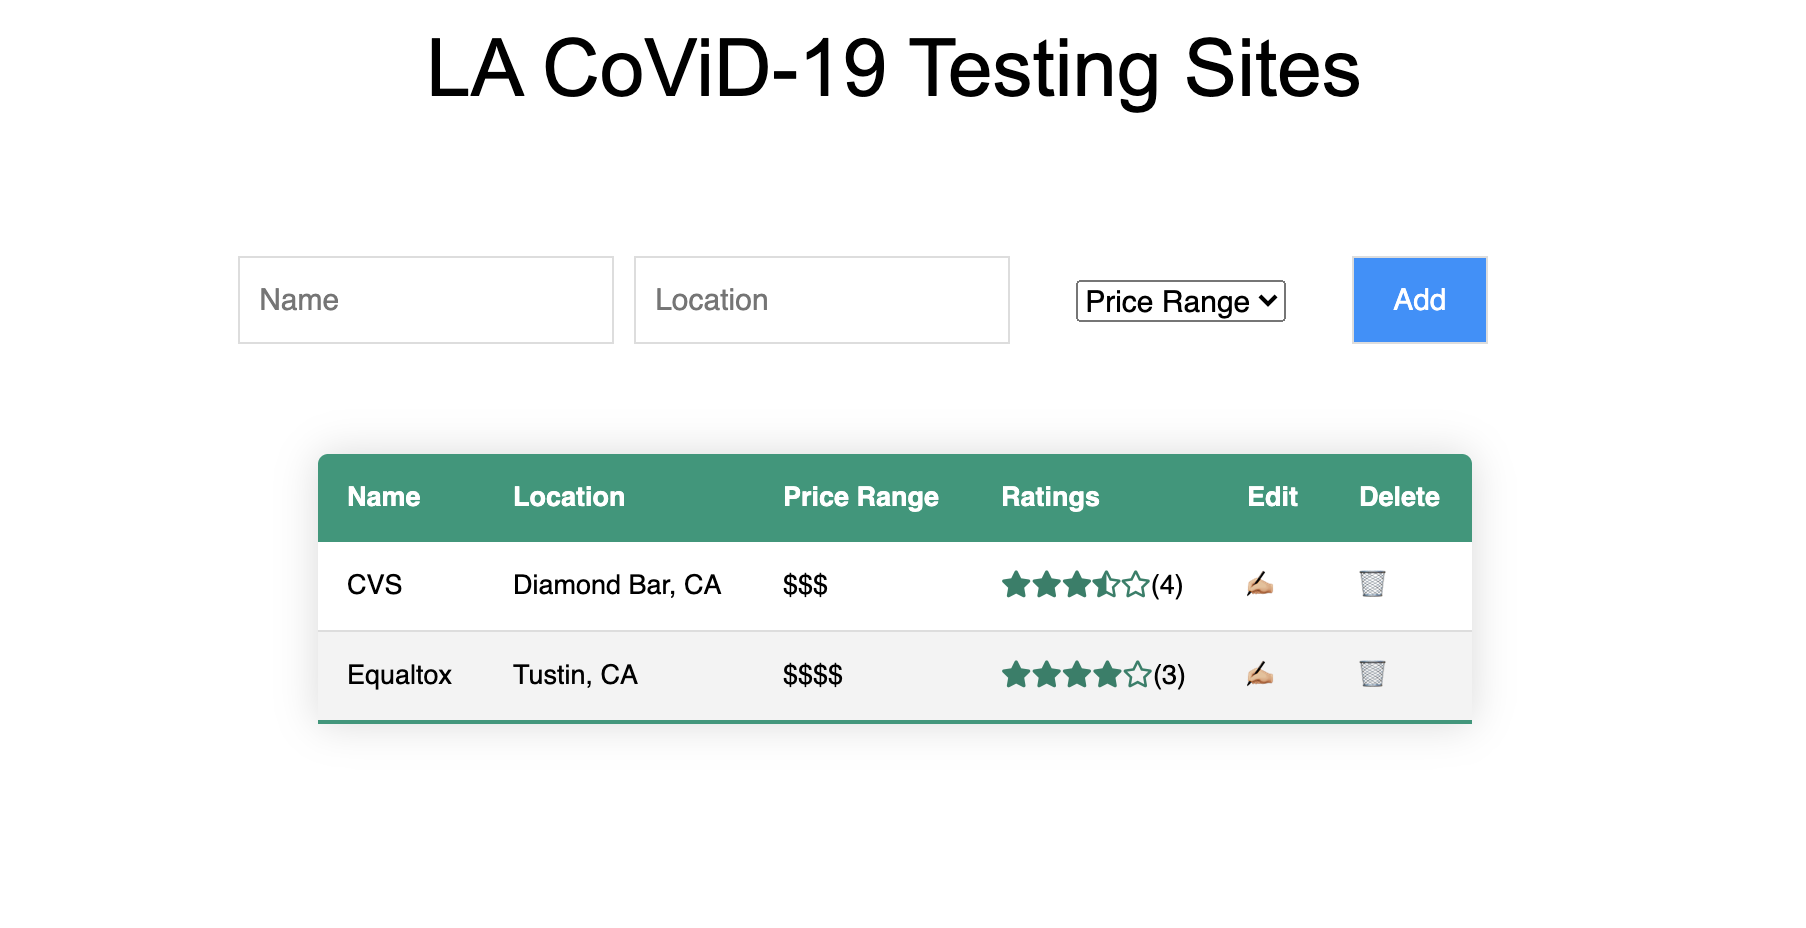 LA CoViD-19 Testing Sites
Name Location Price Range Add
Name Location Price Range Ratings Edit Delete
CVS Diamond Bar, CA $$$ (4)
Equaltox Tustin, CA $$$$ (3)